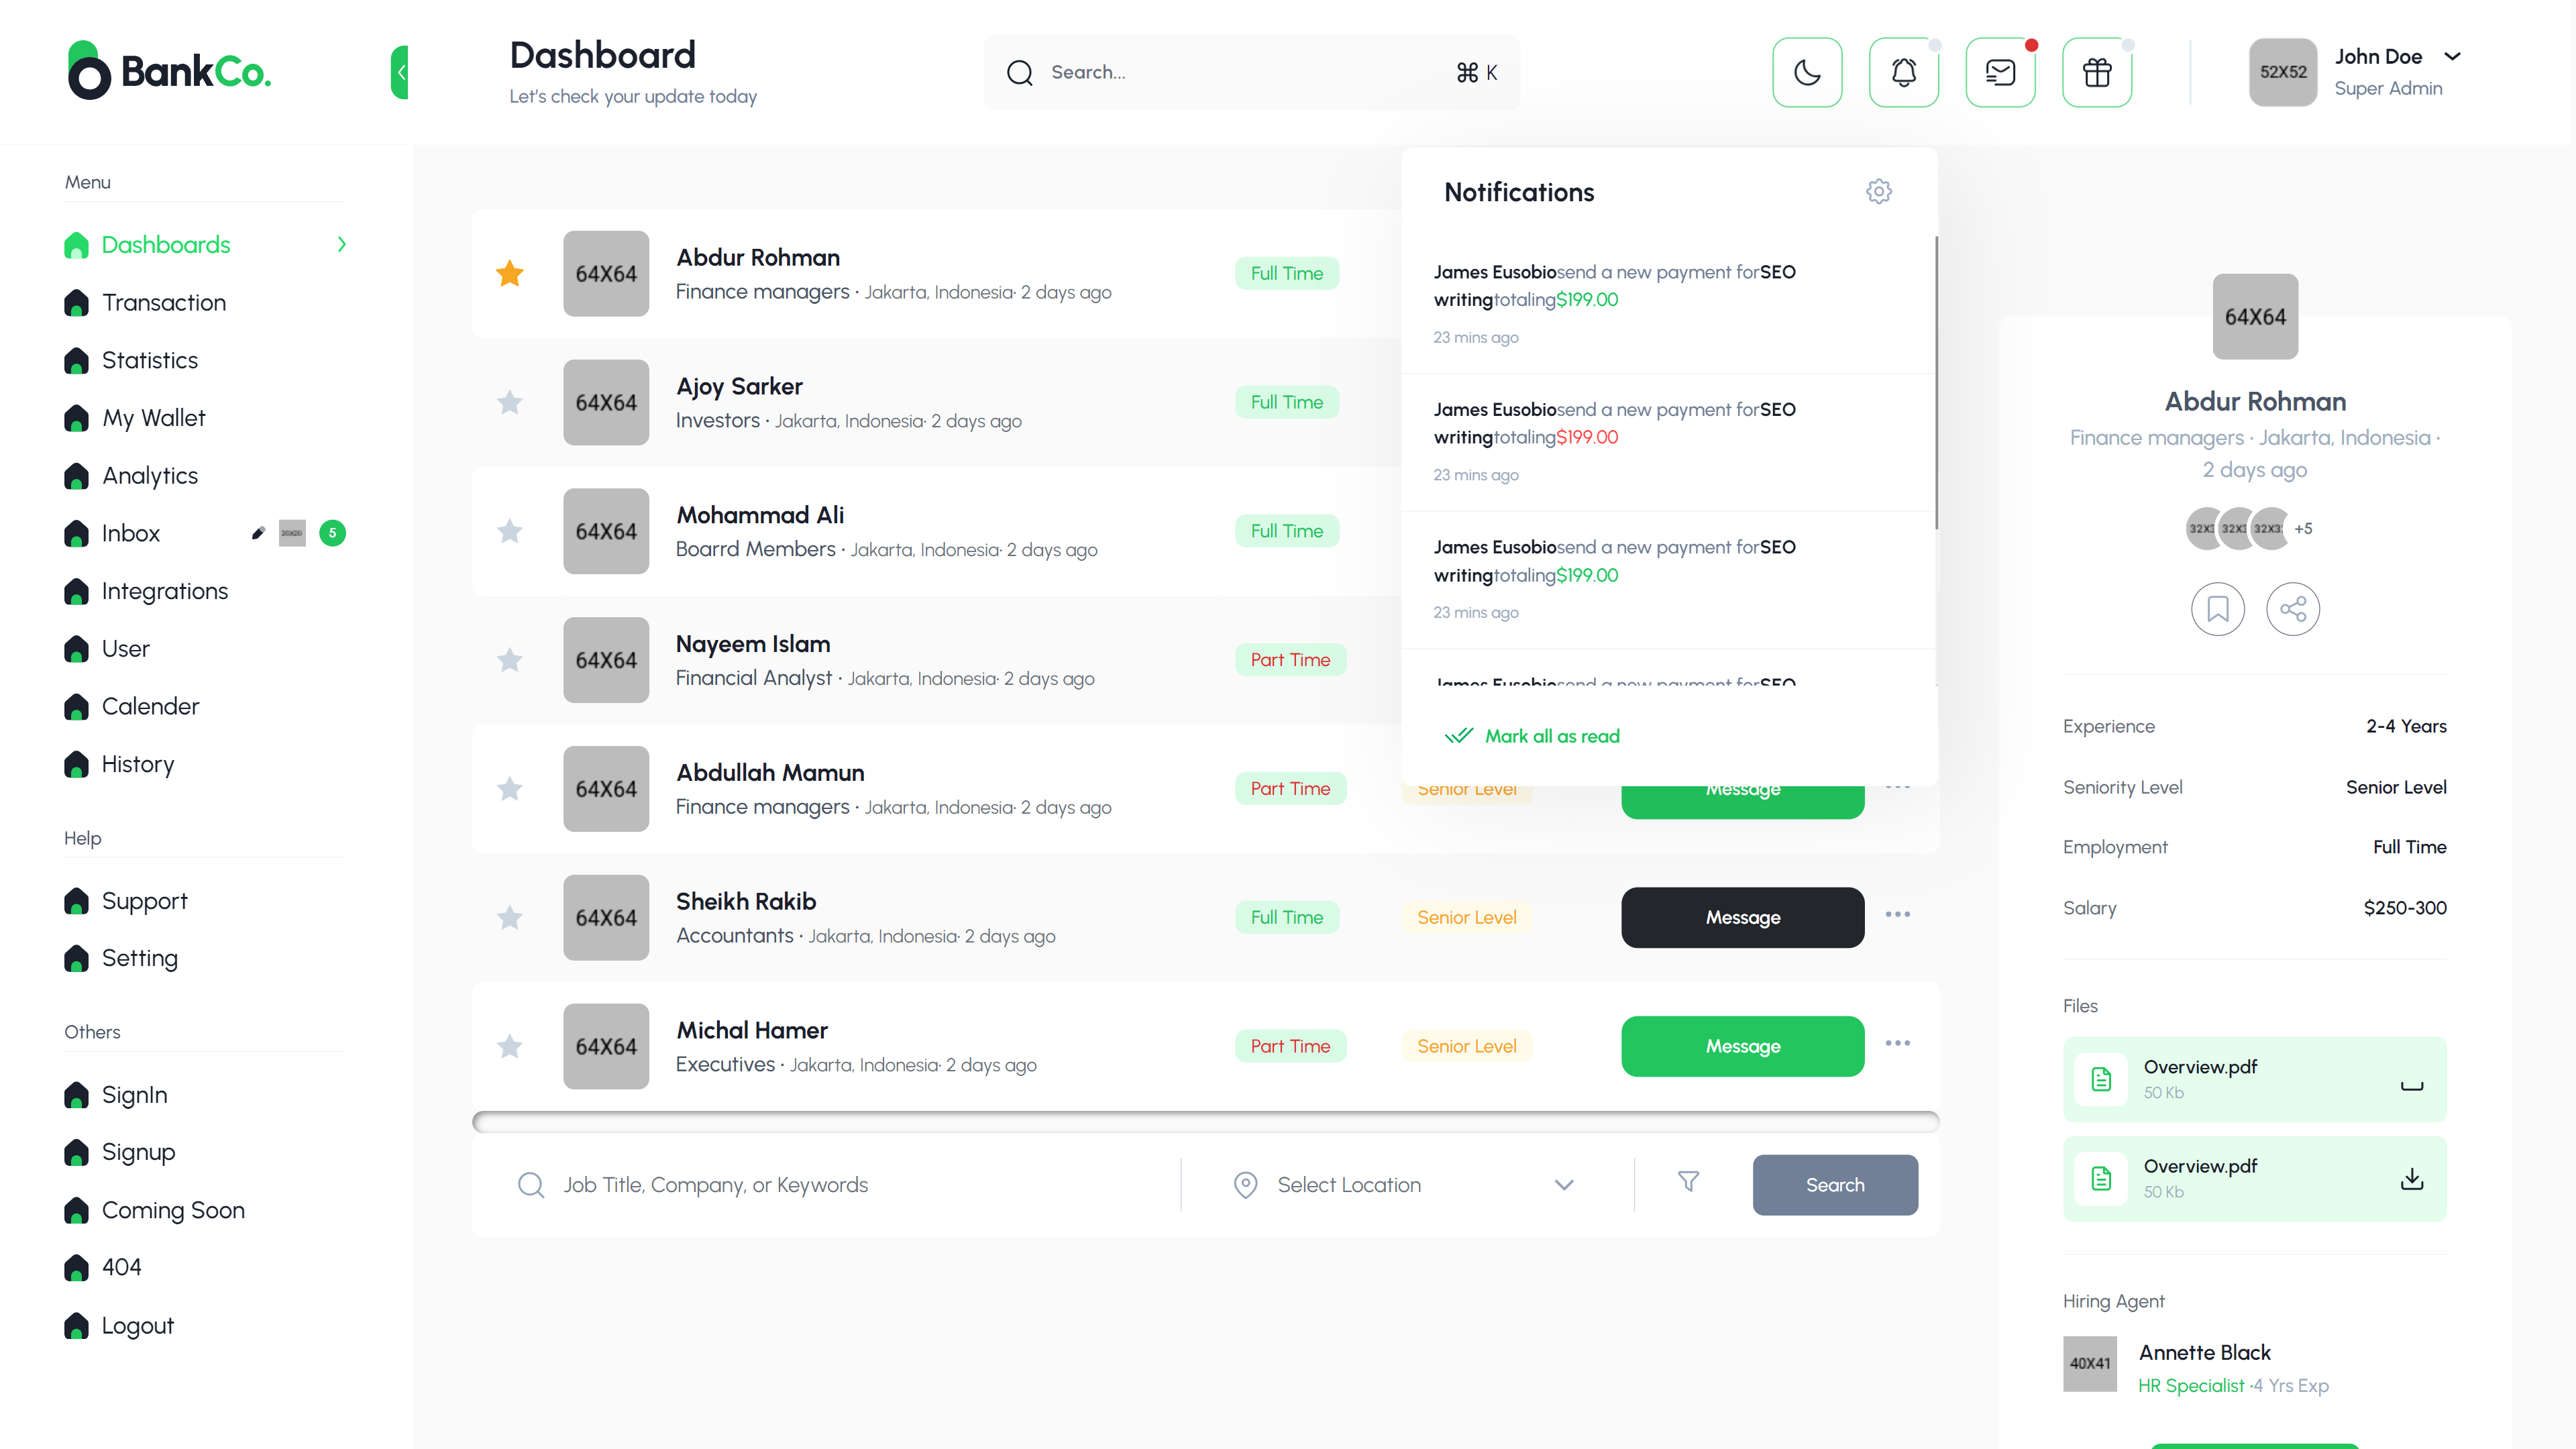 BankCo.
Dashboard
Let's check your update today
Search...
⌘ K
52X52
John Doe
Super Admin
Menu
Dashboards
Transaction
Statistics
My Wallet
Analytics
Inbox
5
Integrations
User
Calender
History
Help
Support
Setting
Others
SignIn
Signup
Coming Soon
404
Logout
64X64
Abdur Rohman
Finance managers · Jakarta, Indonesia· 2 days ago
Full Time
64X64
Ajoy Sarker
Investors · Jakarta, Indonesia· 2 days ago
Full Time
64X64
Mohammad Ali
Boarrd Members · Jakarta, Indonesia· 2 days ago
Full Time
64X64
Nayeem Islam
Financial Analyst · Jakarta, Indonesia· 2 days ago
Part Time
64X64
Abdullah Mamun
Finance managers · Jakarta, Indonesia· 2 days ago
Part Time
Senior Level
Message
64X64
Sheikh Rakib
Accountants · Jakarta, Indonesia· 2 days ago
Full Time
Senior Level
Message
64X64
Michal Hamer
Executives · Jakarta, Indonesia· 2 days ago
Part Time
Senior Level
Message
Job Title, Company, or Keywords
Select Location
Search
Notifications
James Eusobiosend a new payment forSEO
writingtotaling$199.00
23 mins ago
James Eusobiosend a new payment forSEO
writingtotaling$199.00
23 mins ago
James Eusobiosend a new payment forSEO
writingtotaling$199.00
23 mins ago
James Eusobiosend a new payment forSEO
Mark all as read
64X64
Abdur Rohman
Finance managers · Jakarta, Indonesia ·
2 days ago
32X3 32X3 32X3 +5
Experience
2-4 Years
Seniority Level
Senior Level
Employment
Full Time
Salary
$250-300
Files
Overview.pdf
50 Kb
Overview.pdf
50 Kb
Hiring Agent
40X41
Annette Black
HR Specialist ·4 Yrs Exp